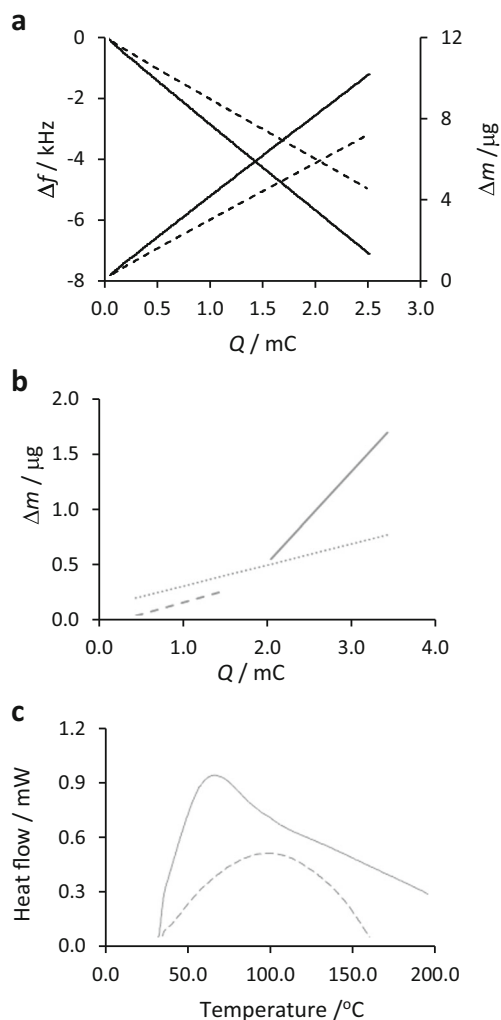 a
Δf / kHz
0
-2
-4
-6
-8
Δm / μg
12
8
4
0
0.0 0.5 1.0 1.5 2.0 2.5 3.0
Q / mC
b
Δm / μg
2.0
1.5
1.0
0.5
0.0
0.0 1.0 2.0 3.0 4.0
Q / mC
c
Heat flow / mW
1.2
0.9
0.6
0.3
0.0
0.0 50.0 100.0 150.0 200.0
Temperature /°C